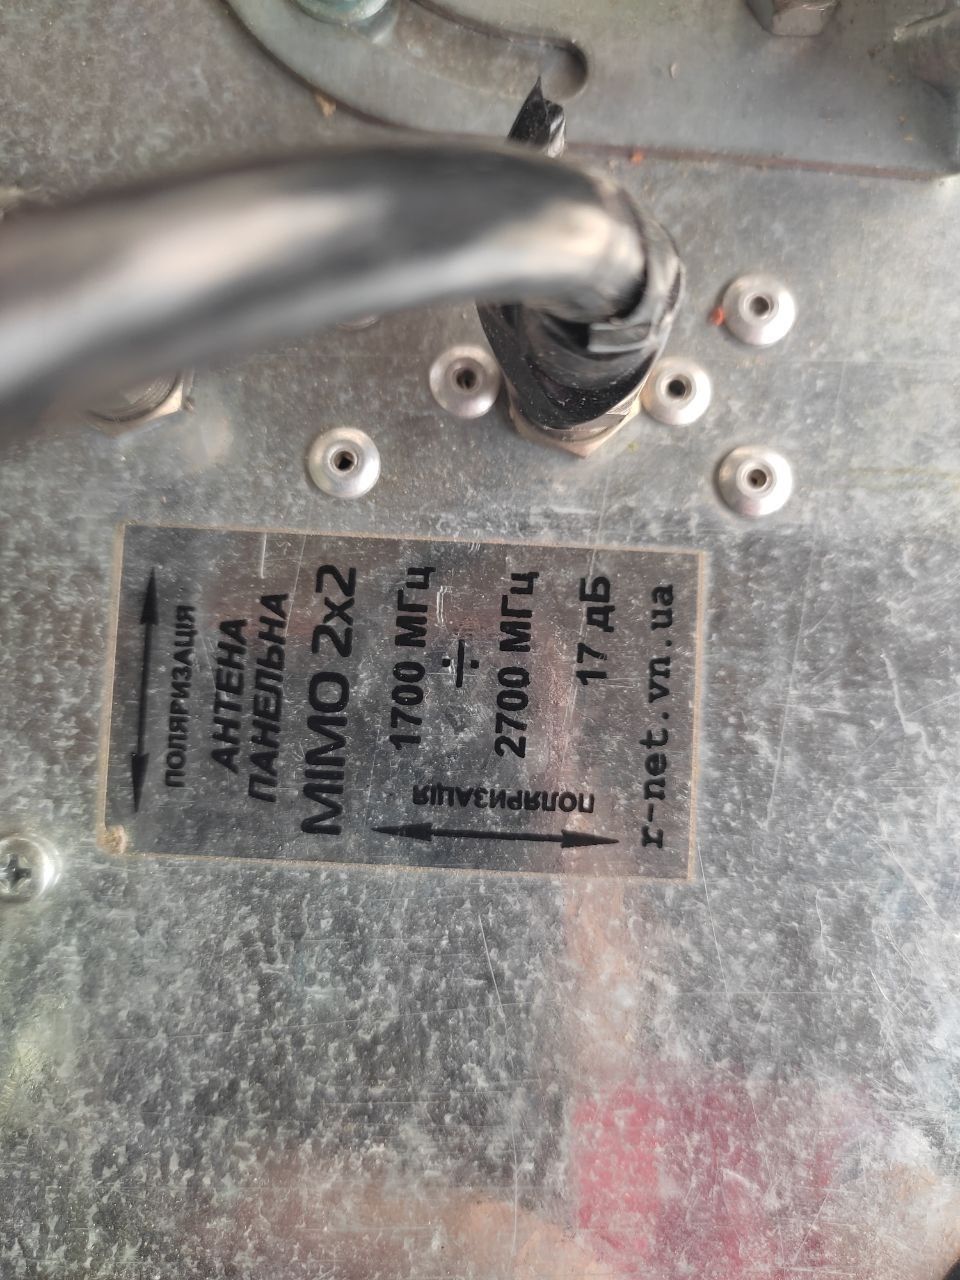 ПОЛЯРИЗАЦІЯ
АНТЕНА
ПАНЕЛЬНА
MIMO 2x2
1700 МГц
÷
2700 МГц
17 дБ
ПОЛЯРИЗАЦІЯ
r-net.vn.ua